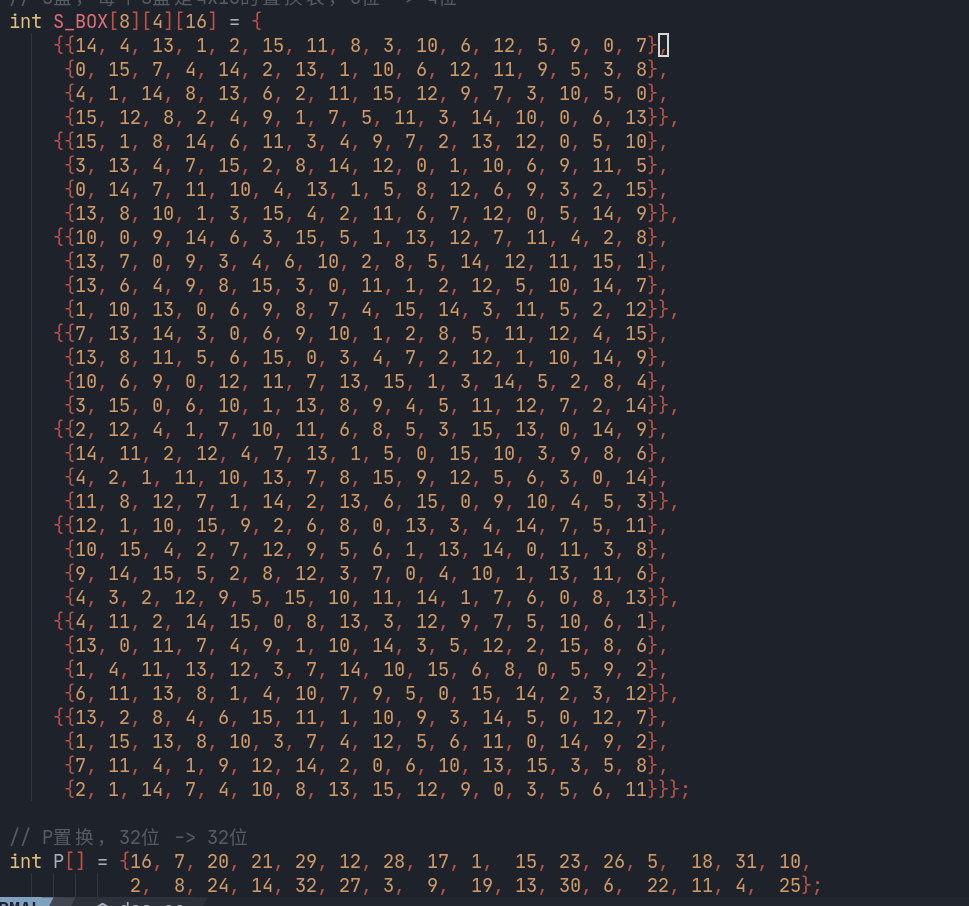 int S_BOX[8][4][16] = {
{{14, 4, 13, 1, 2, 15, 11, 8, 3, 10, 6, 12, 5, 9, 0, 7},
{0, 15, 7, 4, 14, 2, 13, 1, 10, 6, 12, 11, 9, 5, 3, 8},
{4, 1, 14, 8, 13, 6, 2, 11, 15, 12, 9, 7, 3, 10, 5, 0},
{15, 12, 8, 2, 4, 9, 1, 7, 5, 11, 3, 14, 10, 0, 6, 13}},
{{15, 1, 8, 14, 6, 11, 3, 4, 9, 7, 2, 13, 12, 0, 5, 10},
{3, 13, 4, 7, 15, 2, 8, 14, 12, 0, 1, 10, 6, 9, 11, 5},
{0, 14, 7, 11, 10, 4, 13, 1, 5, 8, 12, 6, 9, 3, 2, 15},
{13, 8, 10, 1, 3, 15, 4, 2, 11, 6, 7, 12, 0, 5, 14, 9}},
{{10, 0, 9, 14, 6, 3, 15, 5, 1, 13, 12, 7, 11, 4, 2, 8},
{13, 7, 0, 9, 3, 4, 6, 10, 2, 8, 5, 14, 12, 11, 15, 1},
{13, 6, 4, 9, 8, 15, 3, 0, 11, 1, 2, 12, 5, 10, 14, 7},
{1, 10, 13, 0, 6, 9, 8, 7, 4, 15, 14, 3, 11, 5, 2, 12}},
{{7, 13, 14, 3, 0, 6, 9, 10, 1, 2, 8, 5, 11, 12, 4, 15},
{13, 8, 11, 5, 6, 15, 0, 3, 4, 7, 2, 12, 1, 10, 14, 9},
{10, 6, 9, 0, 12, 11, 7, 13, 15, 1, 3, 14, 5, 2, 8, 4},
{3, 15, 0, 6, 10, 1, 13, 8, 9, 4, 5, 11, 12, 7, 2, 14}},
{{2, 12, 4, 1, 7, 10, 11, 6, 8, 5, 3, 15, 13, 0, 14, 9},
{14, 11, 2, 12, 4, 7, 13, 1, 5, 0, 15, 10, 3, 9, 8, 6},
{4, 2, 1, 11, 10, 13, 7, 8, 15, 9, 12, 5, 6, 3, 0, 14},
{11, 8, 12, 7, 1, 14, 2, 13, 6, 15, 0, 9, 10, 4, 5, 3}},
{{12, 1, 10, 15, 9, 2, 6, 8, 0, 13, 3, 4, 14, 7, 5, 11},
{10, 15, 4, 2, 7, 12, 9, 5, 6, 1, 13, 14, 0, 11, 3, 8},
{9, 14, 15, 5, 2, 8, 12, 3, 7, 0, 4, 10, 1, 13, 11, 6},
{4, 3, 2, 12, 9, 5, 15, 10, 11, 14, 1, 7, 6, 0, 8, 13}},
{{4, 11, 2, 14, 15, 0, 8, 13, 3, 12, 9, 7, 5, 10, 6, 1},
{13, 0, 11, 7, 4, 9, 1, 10, 14, 3, 5, 12, 2, 15, 8, 6},
{1, 4, 11, 13, 12, 3, 7, 14, 10, 15, 6, 8, 0, 5, 9, 2},
{6, 11, 13, 8, 1, 4, 10, 7, 9, 5, 0, 15, 14, 2, 3, 12}},
{{13, 2, 8, 4, 6, 15, 11, 1, 10, 9, 3, 14, 5, 0, 12, 7},
{1, 15, 13, 8, 10, 3, 7, 4, 12, 5, 6, 11, 0, 14, 9, 2},
{7, 11, 4, 1, 9, 12, 14, 2, 0, 6, 10, 13, 15, 3, 5, 8},
{2, 1, 14, 7, 4, 10, 8, 13, 15, 12, 9, 0, 3, 5, 6, 11}}};
// P置换, 32位 -> 32位
int P[] = {16, 7, 20, 21, 29, 12, 28, 17, 1, 15, 23, 26, 5, 18, 31, 10,
2, 8, 24, 14, 32, 27, 3, 9, 19, 13, 30, 6, 22, 11, 4, 25};